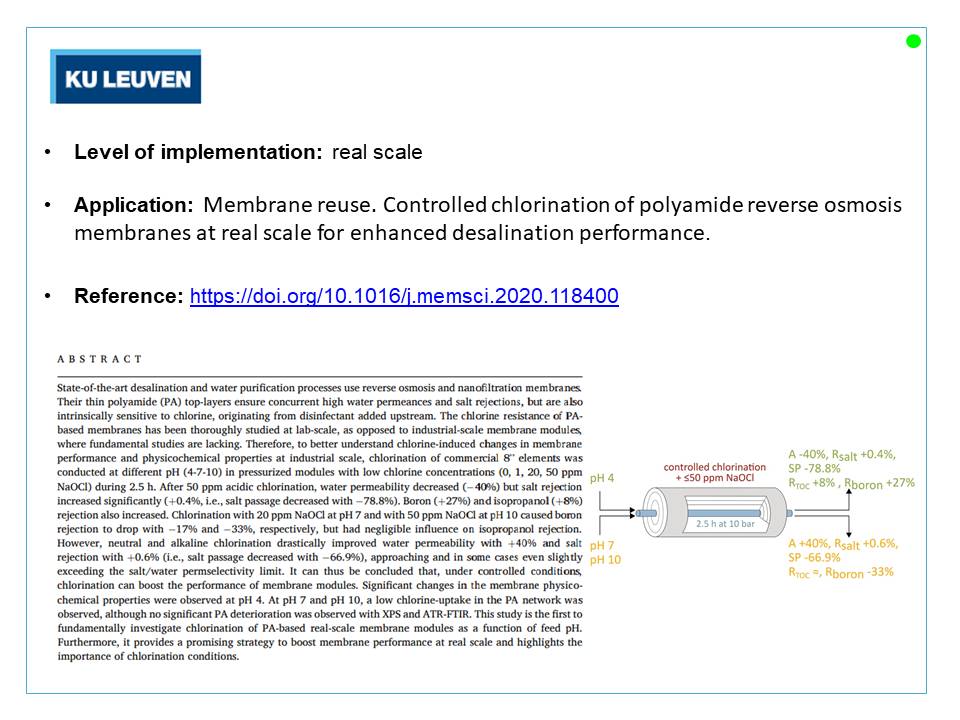 KU LEUVEN
• Level of implementation: real scale
• Application: Membrane reuse. Controlled chlorination of polyamide reverse osmosis
membranes at real scale for enhanced desalination performance.
• Reference: https://doi.org/10.1016/j.memsci.2020.118400
ABSTRACT
State-of-the-art desalination and water purification processes use reverse osmosis and nanofiltration membranes.
Their thin polyamide (PA) top-layers ensure concurrent high water permeances and salt rejections, but are also
intrinsically sensitive to chlorine, originating from disinfectant added upstream. The chlorine resistance of PA-
based membranes has been thoroughly studied at lab-scale, as opposed to industrial-scale membrane modules,
where fundamental studies are lacking. Therefore, to better understand chlorine-induced changes in membrane
performance and physicochemical properties at industrial scale, chlorination of commercial 8" elements was
conducted at different pH (4-7-10) in pressurized modules with low chlorine concentrations (0, 1, 20, 50 ppm
NaOCl) during 2.5 h. After 50 ppm acidic chlorination, water permeability decreased (−40%) but salt rejection
increased significantly (+0.4%, i.e., salt passage decreased with −78.8%). Boron (+27%) and isopropanol (+8%)
rejection also increased. Chlorination with 20 ppm NaOCl at pH 7 and with 50 ppm NaOCl at pH 10 caused boron
rejection to drop with −17% and −33%, respectively, but had negligible influence on isopropanol rejection.
However, neutral and alkaline chlorination drastically improved water permeability with +40% and salt
rejection with +0.6% (i.e., salt passage decreased with −66.9%), approaching and in some cases even slightly
exceeding the salt/water permselectivity limit. It can thus be concluded that, under controlled conditions,
chlorination can boost the performance of membrane modules. Significant changes in the membrane physico-
chemical properties were observed at pH 4. At pH 7 and pH 10, a low chlorine-uptake in the PA network was
observed, although no significant PA deterioration was observed with XPS and ATR-FTIR. This study is the first to
fundamentally investigate chlorination of PA-based real-scale membrane modules as a function of feed pH.
Furthermore, it provides a promising strategy to boost membrane performance at real scale and highlights the
importance of chlorination conditions.
pH 4
pH 7
pH 10
controlled chlorination
+ ≤50 ppm NaOCl
2.5 h at 10 bar
A -40%, Rsalt +0.4%,
SP -78.8%
RTOC +8% , Rboron +27%
A +40%, Rsalt +0.6%,
SP -66.9%
RTOC ≈, Rboron -33%